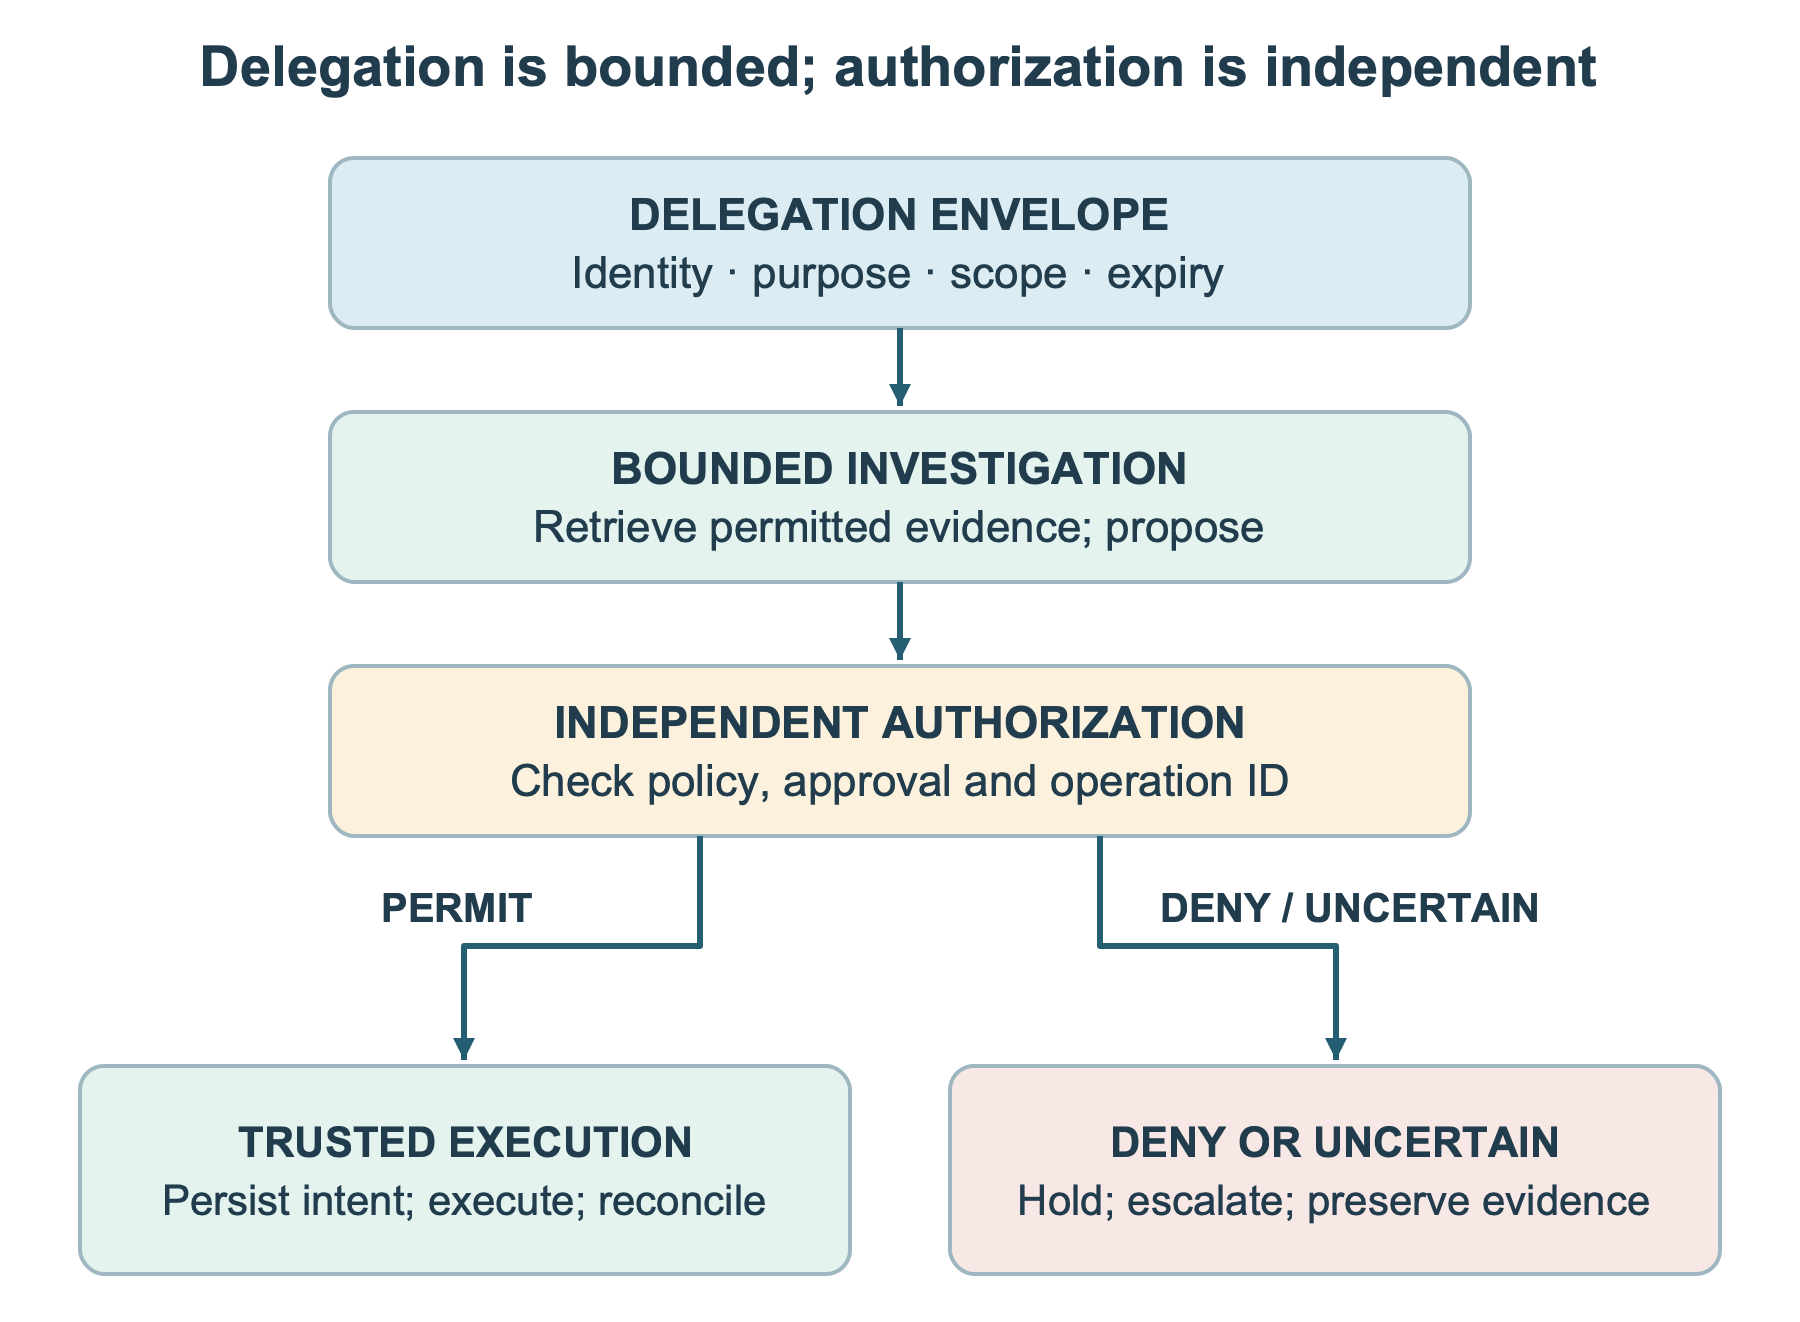 Delegation is bounded; authorization is independent
DELEGATION ENVELOPE
Identity · purpose · scope · expiry
BOUNDED INVESTIGATION
Retrieve permitted evidence; propose
INDEPENDENT AUTHORIZATION
Check policy, approval and operation ID
PERMIT
DENY / UNCERTAIN
TRUSTED EXECUTION
Persist intent; execute; reconcile
DENY OR UNCERTAIN
Hold; escalate; preserve evidence